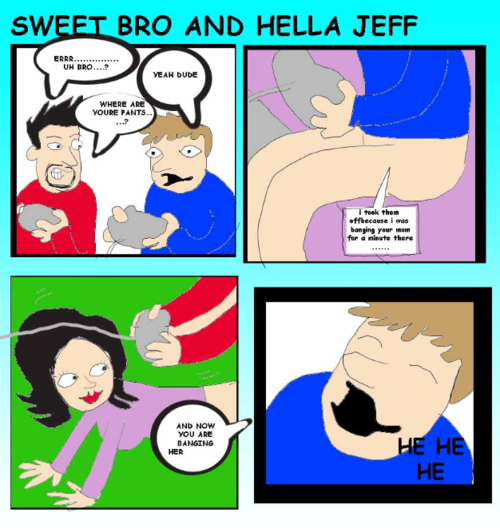 SWEET BRO AND HELLA JEFF
ERRR...............
UH BRO....?
YEAH DUDE
WHERE ARE
YOURE PANTS..
...?
i took them
offbecause i was
banging your mom
for a minute there
......
AND NOW
YOU ARE
BANGING
HER
HE HE
HE